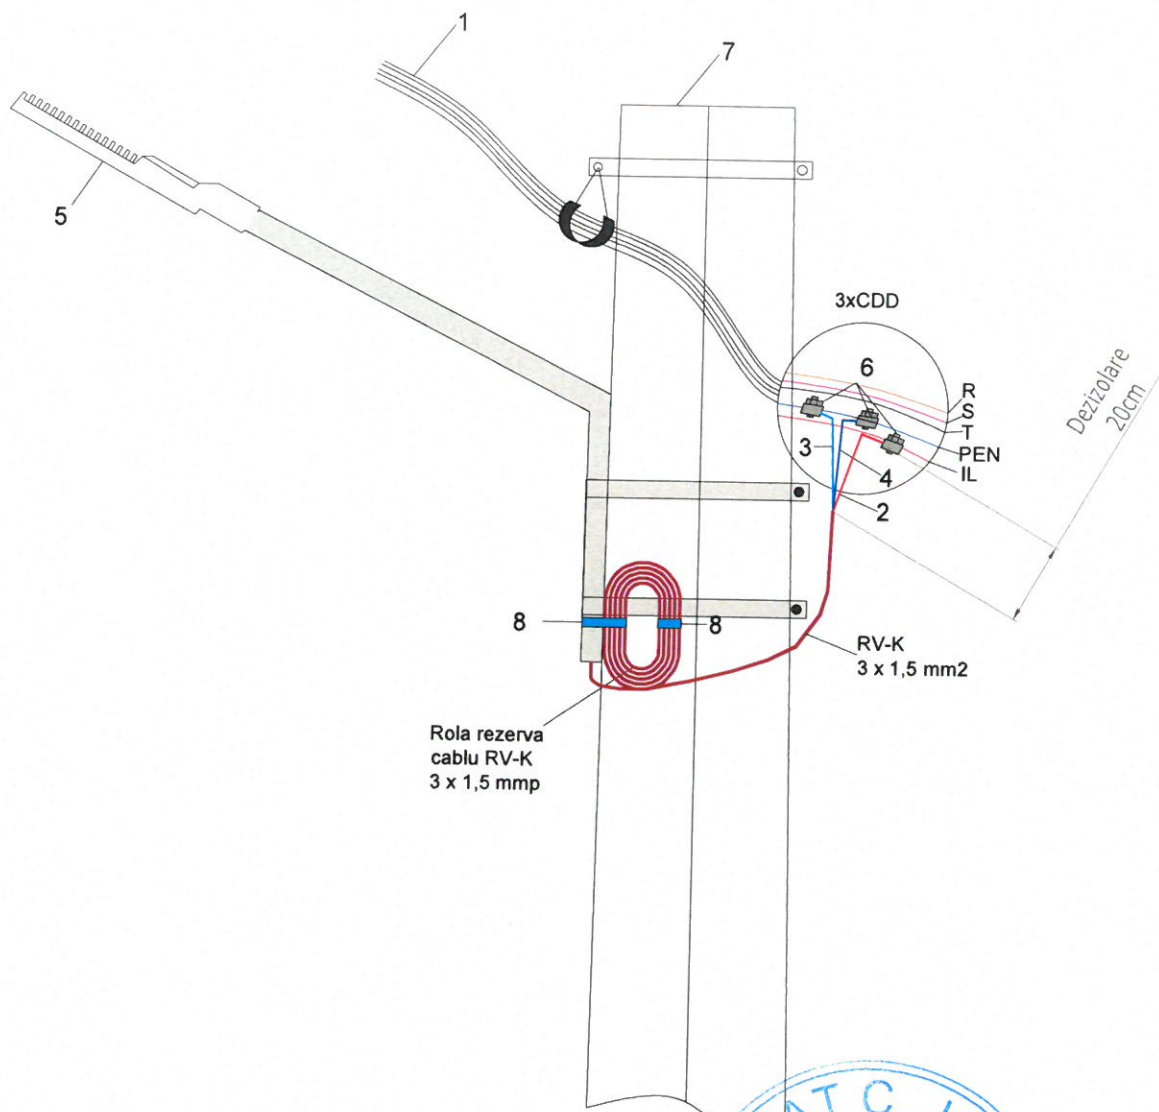 1
7
5
3xCDD
6
R
S
T
PEN
IL
3
4
2
Dezizolare
20cm
8
8
RV-K
3 x 1,5 mm2
Rola rezerva
cablu RV-K
3 x 1,5 mmp